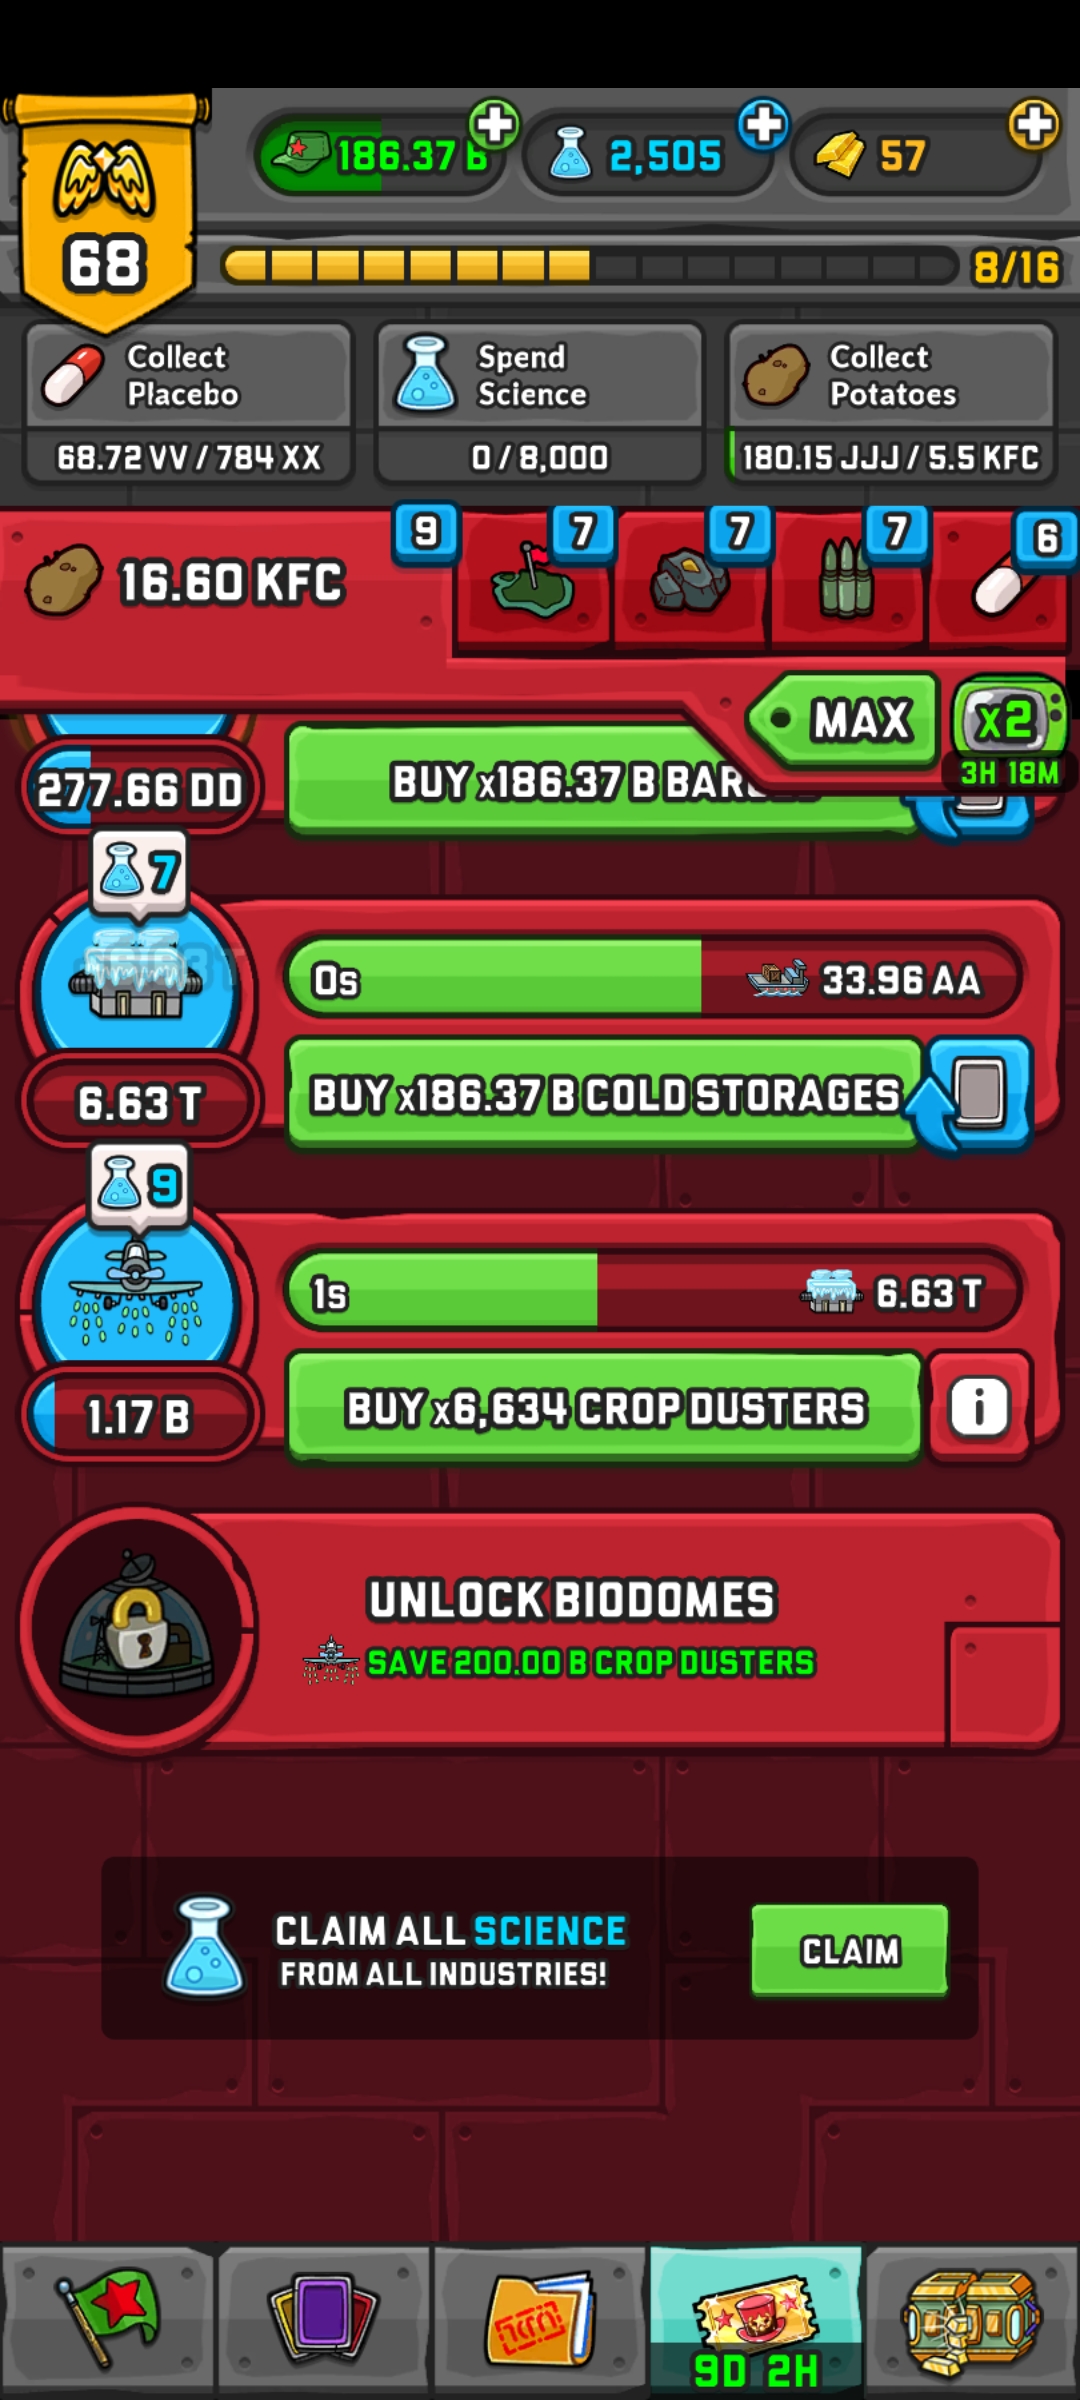 186.37 B
2,505
57
68
8/16
Collect
Placebo
68.72 VV / 784 XX
Spend
Science
0 / 8,000
Collect
Potatoes
180.15 JJJ / 5.5 KFC
16.60 KFC
9
7
7
7
6
MAX
x2
3H 18M
277.66 DD
BUY x186.37 B
7
0s
33.96 AA
6.63 T
BUY x186.37 B COLD STORAGES
9
1s
6.63 T
1.17 B
BUY x6,634 CROP DUSTERS
i
UNLOCK BIODOMES
SAVE 200.00 B CROP DUSTERS
CLAIM ALL SCIENCE
FROM ALL INDUSTRIES!
CLAIM
9D 2H